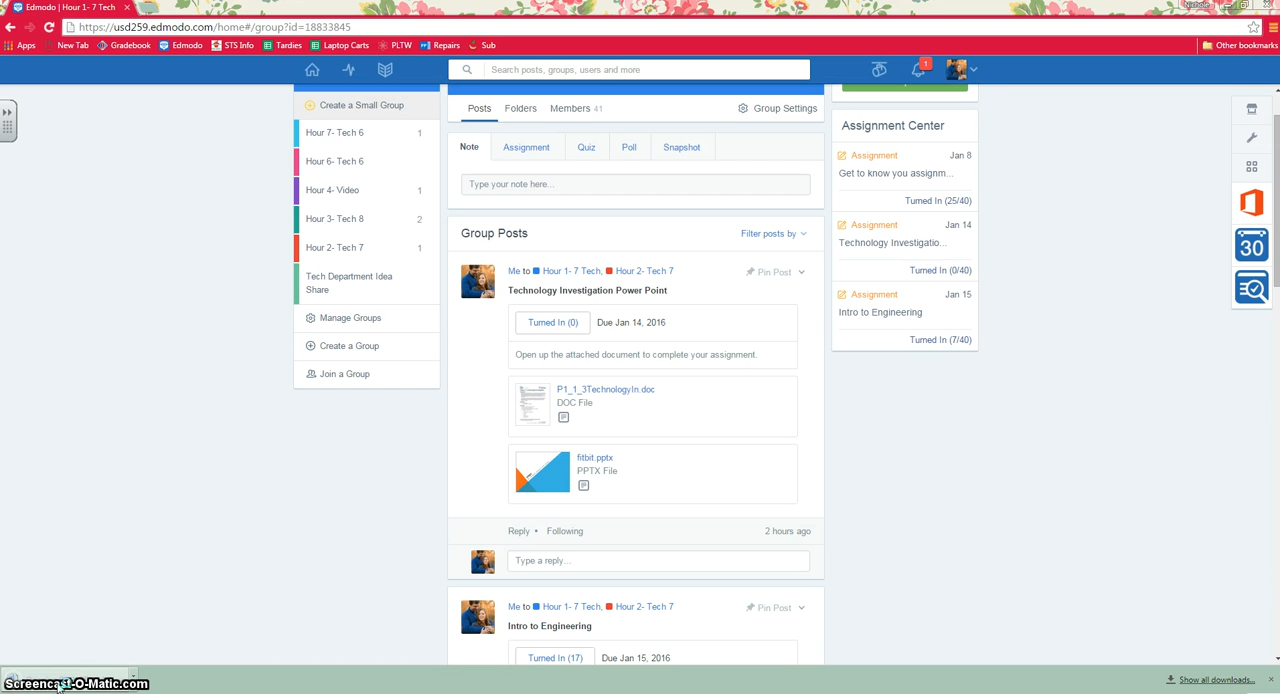 Edmodo | Hour 1- 7 Tech
Nichole
https://usd259.edmodo.com/home#/group?id=18833845
Apps New Tab Gradebook Edmodo STS Info Tardies Laptop Carts PLTW Repairs Sub Other bookmarks
Search posts, groups, users and more
1
Create a Small Group
Hour 7- Tech 6 1
Hour 6- Tech 6
Hour 4- Video 1
Hour 3- Tech 8 2
Hour 2- Tech 7 1
Tech Department Idea
Share
Manage Groups
Create a Group
Join a Group
Posts Folders Members 41 Group Settings
Note Assignment Quiz Poll Snapshot
Type your note here...
Group Posts Filter posts by
Me to Hour 1- 7 Tech, Hour 2- Tech 7 Pin Post
Technology Investigation Power Point
Turned In (0) Due Jan 14, 2016
Open up the attached document to complete your assignment.
P1_1_3TechnologyIn.doc
DOC File
fitbit.pptx
PPTX File
Reply • Following 2 hours ago
Type a reply...
Me to Hour 1- 7 Tech, Hour 2- Tech 7 Pin Post
Intro to Engineering
Turned In (17) Due Jan 15, 2016
Assignment Center
Assignment Jan 8
Get to know you assignm...
Turned In (25/40)
Assignment Jan 14
Technology Investigatio...
Turned In (0/40)
Assignment Jan 15
Intro to Engineering
Turned In (7/40)
30
Screencast-O-Matic.com
Show all downloads...